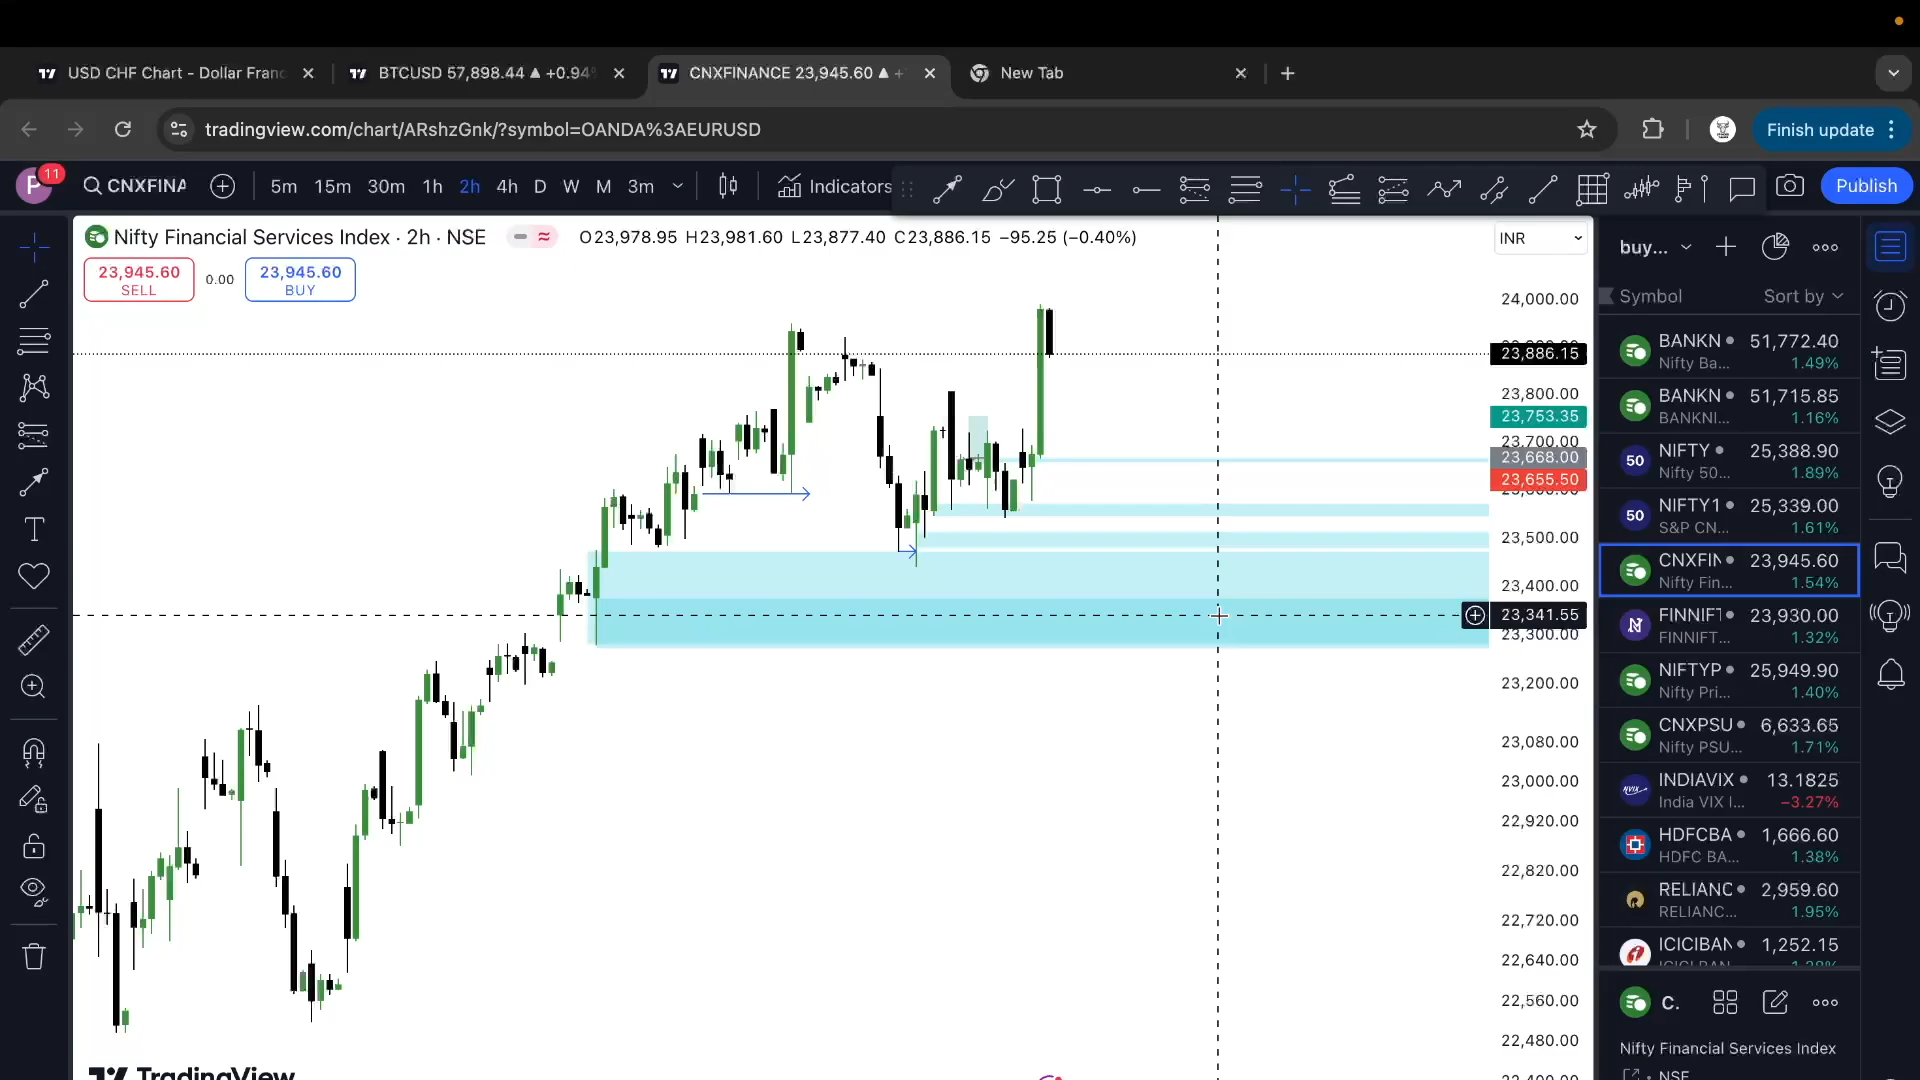 USD CHF Chart - Dollar Franc
BTCUSD 57,898.44 ▲ +0.94%
CNXFINANCE 23,945.60 ▲ +
New Tab
tradingview.com/chart/ARshzGnk/?symbol=OANDA%3AEURUSD
Finish update
P
11
CNXFINA
5m 15m 30m 1h 2h 4h D W M 3m
Indicators
Publish
Nifty Financial Services Index · 2h · NSE
O23,978.95 H23,981.60 L23,877.40 C23,886.15 −95.25 (−0.40%)
23,945.60
SELL
0.00
23,945.60
BUY
INR
24,000.00
23,886.15
23,800.00
23,753.35
23,700.00
23,668.00
23,655.50
23,500.00
23,400.00
23,341.55
23,300.00
23,200.00
23,080.00
23,000.00
22,920.00
22,820.00
22,720.00
22,640.00
22,560.00
22,480.00
TradingView
buy...
Symbol Sort by
BANKN 51,772.40
Nifty Ba... 1.49%
BANKN 51,715.85
BANKNI... 1.16%
50
NIFTY 25,388.90
Nifty 50... 1.89%
50
NIFTY1 25,339.00
S&P CN... 1.61%
CNXFIN 23,945.60
Nifty Fin... 1.54%
FINNIFT 23,930.00
FINNIFT... 1.32%
NIFTYP 25,949.90
Nifty Pri... 1.40%
CNXPSU 6,633.65
Nifty PSU... 1.71%
INDIAVIX 13.1825
India VIX I... −3.27%
HDFCBA 1,666.60
HDFC BA... 1.38%
RELIANC 2,959.60
RELIANC... 1.95%
ICICIBAN 1,252.15
C.
Nifty Financial Services Index
NSE